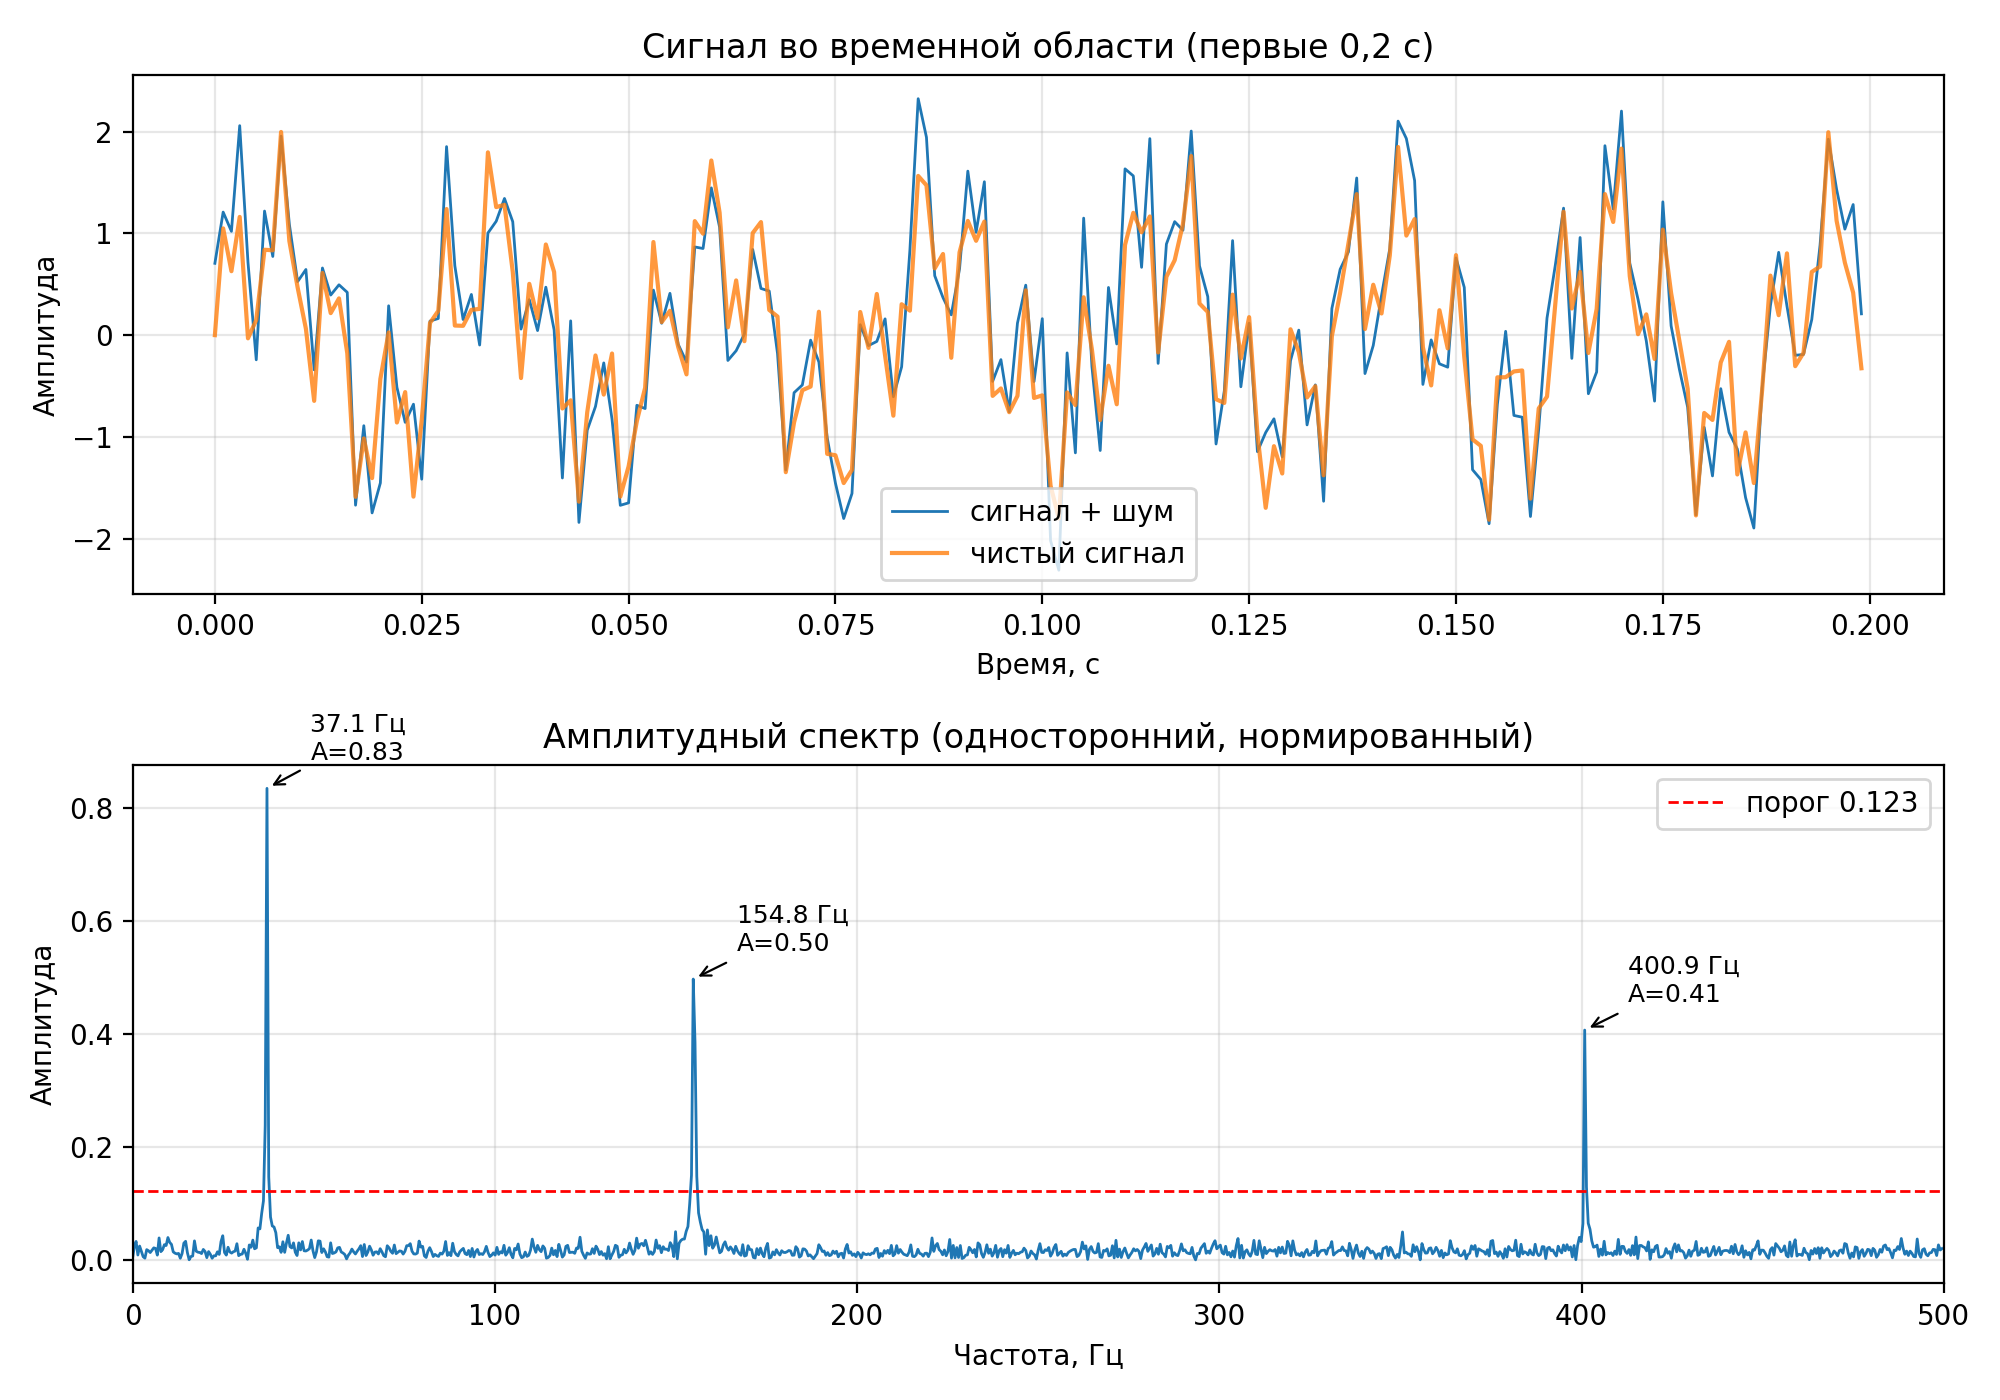 Сигнал во временной области (первые 0,2 с)
Амплитуда
2
1
0
−1
−2
сигнал + шум
чистый сигнал
0.000 0.025 0.050 0.075 0.100 0.125 0.150 0.175 0.200
Время, с
37.1 Гц
A=0.83
Амплитудный спектр (односторонний, нормированный)
порог 0.123
154.8 Гц
A=0.50
400.9 Гц
A=0.41
Амплитуда
0.8
0.6
0.4
0.2
0.0
0 100 200 300 400 500
Частота, Гц